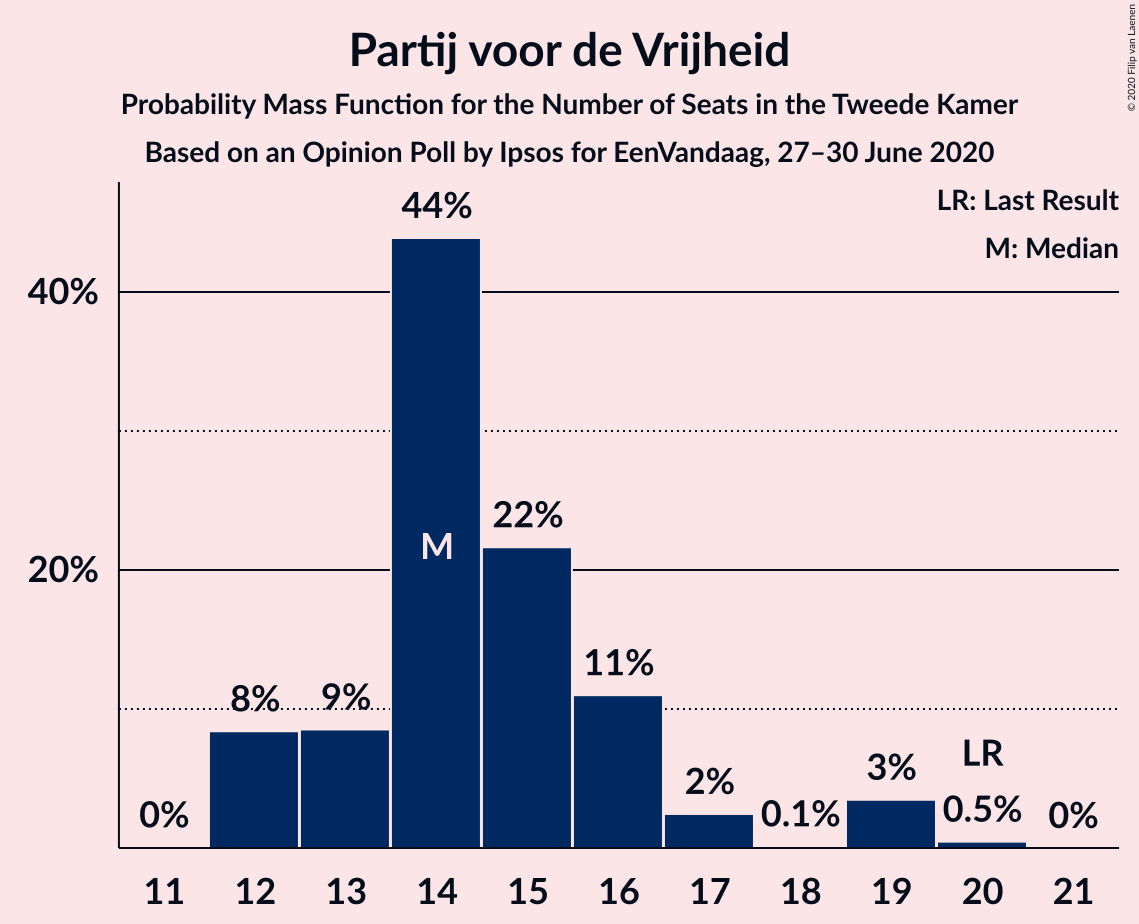 Partij voor de Vrijheid
Probability Mass Function for the Number of Seats in the Tweede Kamer
Based on an Opinion Poll by Ipsos for EenVandaag, 27–30 June 2020
© 2020 Filip van Laenen
LR: Last Result
M: Median
40%
20%
0%
8%
9%
44%
M
22%
11%
2%
0.1%
3%
LR
0.5%
0%
11 12 13 14 15 16 17 18 19 20 21